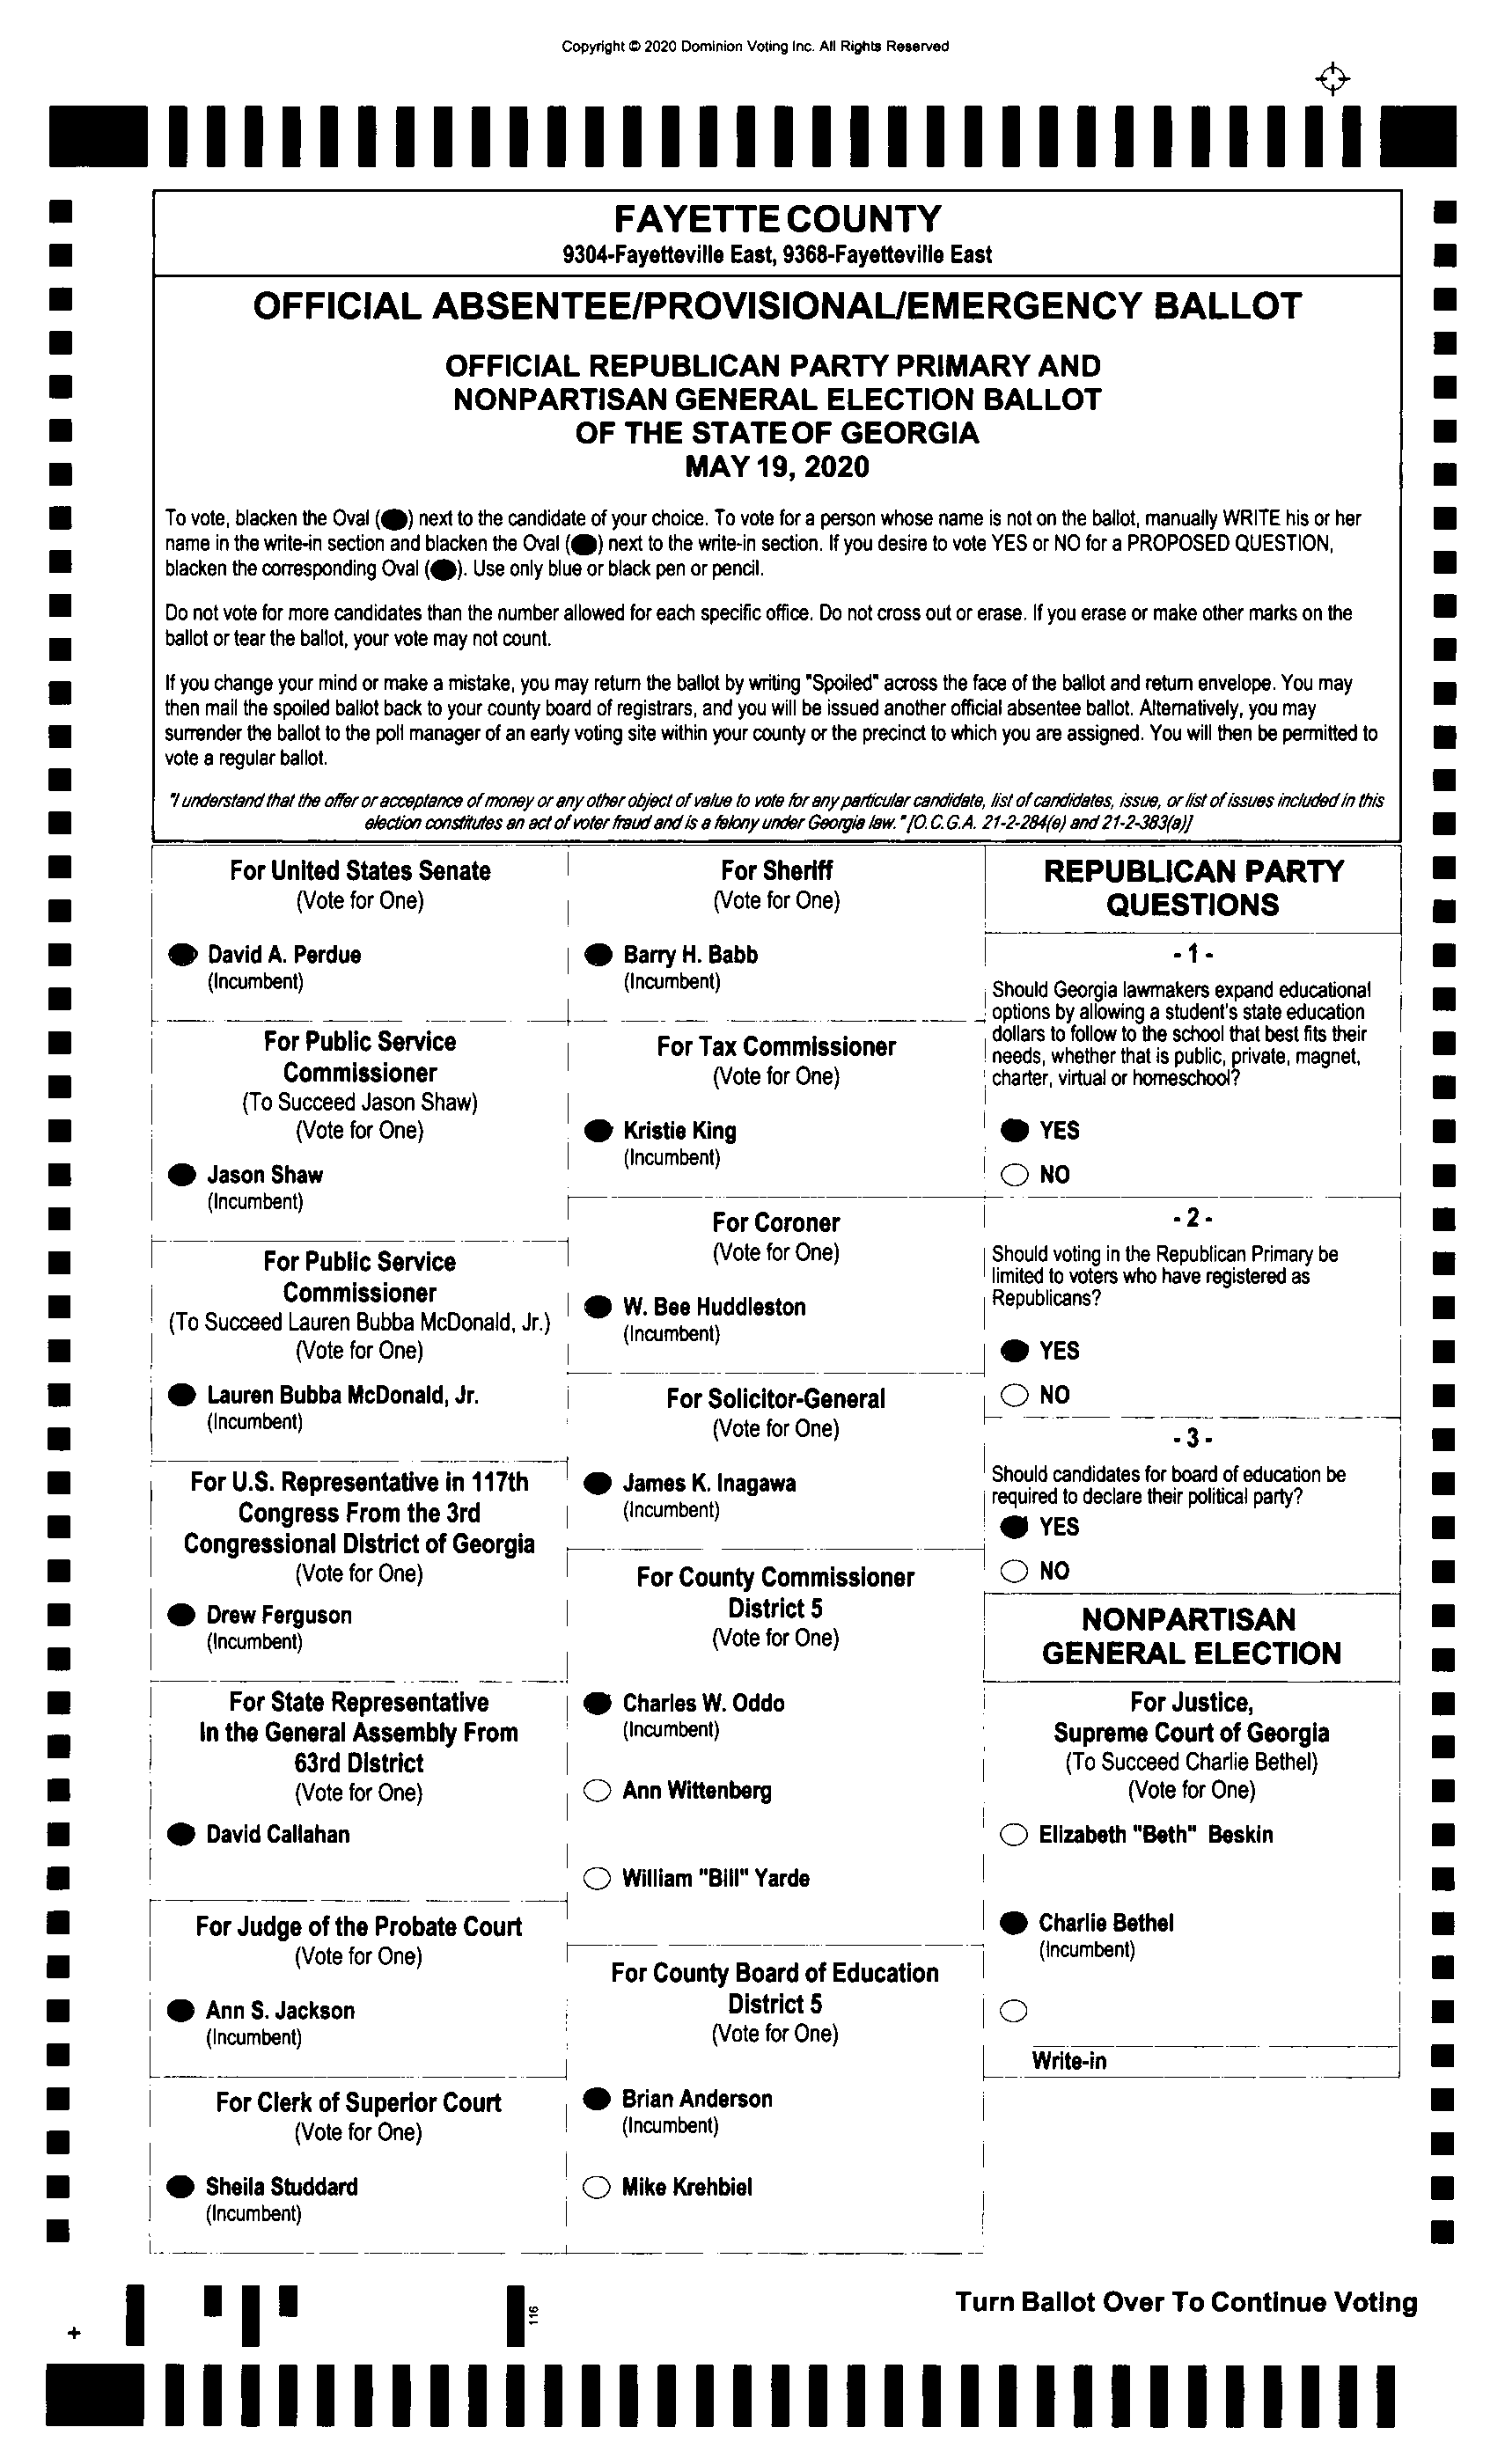 Copyright © 2020 Dominion Voting Inc. All Rights Reserved
FAYETTE COUNTY
9304-Fayetteville East, 9368-Fayetteville East
OFFICIAL ABSENTEE/PROVISIONAL/EMERGENCY BALLOT
OFFICIAL REPUBLICAN PARTY PRIMARY AND
NONPARTISAN GENERAL ELECTION BALLOT
OF THE STATE OF GEORGIA
MAY 19, 2020
To vote, blacken the Oval ( ) next to the candidate of your choice. To vote for a person whose name is not on the ballot, manually WRITE his or her
name in the write-in section and blacken the Oval ( ) next to the write-in section. If you desire to vote YES or NO for a PROPOSED QUESTION,
blacken the corresponding Oval ( ). Use only blue or black pen or pencil.
Do not vote for more candidates than the number allowed for each specific office. Do not cross out or erase. If you erase or make other marks on the
ballot or tear the ballot, your vote may not count.
If you change your mind or make a mistake, you may return the ballot by writing "Spoiled" across the face of the ballot and return envelope. You may
then mail the spoiled ballot back to your county board of registrars, and you will be issued another official absentee ballot. Alternatively, you may
surrender the ballot to the poll manager of an early voting site within your county or the precinct to which you are assigned. You will then be permitted to
vote a regular ballot.
"I understand that the offer or acceptance of money or any other object of value to vote for any particular candidate, list of candidates, issue, or list of issues included in this
election constitutes an act of voter fraud and is a felony under Georgia law." [O.C.G.A. 21-2-284(e) and 21-2-383(a)]
For United States Senate
(Vote for One)
David A. Perdue
(Incumbent)
For Public Service
Commissioner
(To Succeed Jason Shaw)
(Vote for One)
Jason Shaw
(Incumbent)
For Public Service
Commissioner
(To Succeed Lauren Bubba McDonald, Jr.)
(Vote for One)
Lauren Bubba McDonald, Jr.
(Incumbent)
For U.S. Representative in 117th
Congress From the 3rd
Congressional District of Georgia
(Vote for One)
Drew Ferguson
(Incumbent)
For State Representative
In the General Assembly From
63rd District
(Vote for One)
David Callahan
For Judge of the Probate Court
(Vote for One)
Ann S. Jackson
(Incumbent)
For Clerk of Superior Court
(Vote for One)
Sheila Studdard
(Incumbent)
For Sheriff
(Vote for One)
Barry H. Babb
(Incumbent)
For Tax Commissioner
(Vote for One)
Kristie King
(Incumbent)
For Coroner
(Vote for One)
W. Bee Huddleston
(Incumbent)
For Solicitor-General
(Vote for One)
James K. Inagawa
(Incumbent)
For County Commissioner
District 5
(Vote for One)
Charles W. Oddo
(Incumbent)
Ann Wittenberg
William "Bill" Yarde
For County Board of Education
District 5
(Vote for One)
Brian Anderson
(Incumbent)
Mike Krehbiel
REPUBLICAN PARTY
QUESTIONS
- 1 -
Should Georgia lawmakers expand educational
options by allowing a student's state education
dollars to follow to the school that best fits their
needs, whether that is public, private, magnet,
charter, virtual or homeschool?
YES
NO
- 2 -
Should voting in the Republican Primary be
limited to voters who have registered as
Republicans?
YES
NO
- 3 -
Should candidates for board of education be
required to declare their political party?
YES
NO
NONPARTISAN
GENERAL ELECTION
For Justice,
Supreme Court of Georgia
(To Succeed Charlie Bethel)
(Vote for One)
Elizabeth "Beth" Beskin
Charlie Bethel
(Incumbent)
Write-in
116
Turn Ballot Over To Continue Voting